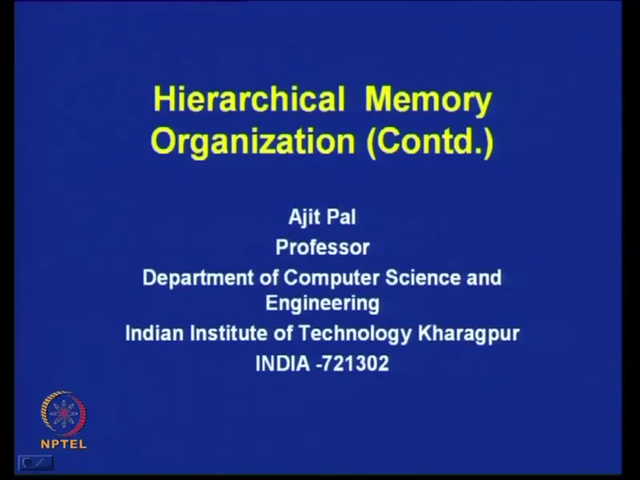 Hierarchical Memory
Organization (Contd.)
Ajit Pal
Professor
Department of Computer Science and
Engineering
Indian Institute of Technology Kharagpur
INDIA -721302
NPTEL